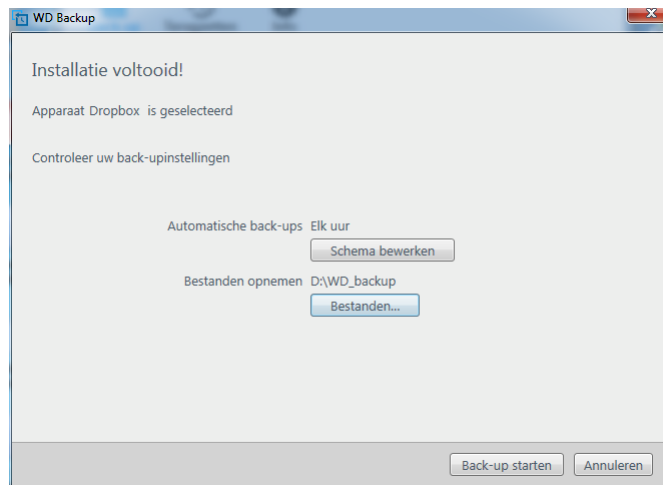 WD Backup
Installatie voltooid!
Apparaat Dropbox is geselecteerd
Controleer uw back-upinstellingen
Automatische back-ups Elk uur
Schema bewerken
Bestanden opnemen D:\WD_backup
Bestanden...
Back-up starten Annuleren